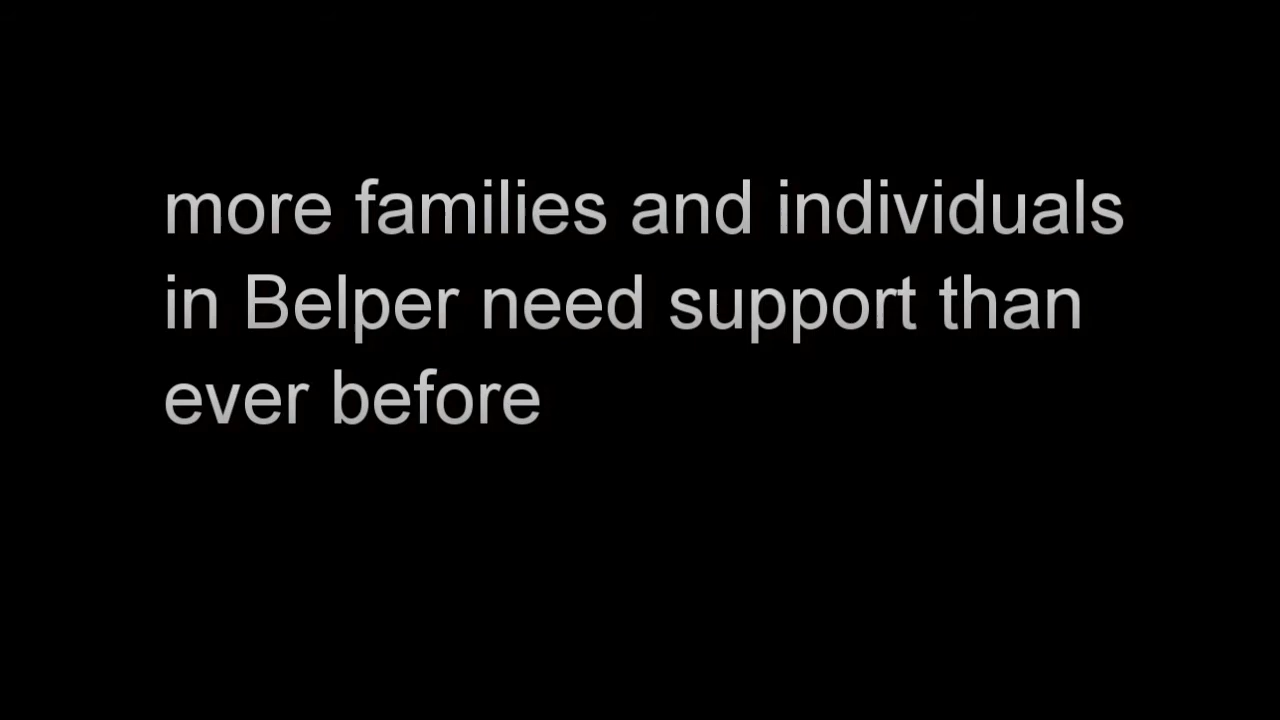 more families and individuals
in Belper need support than
ever before